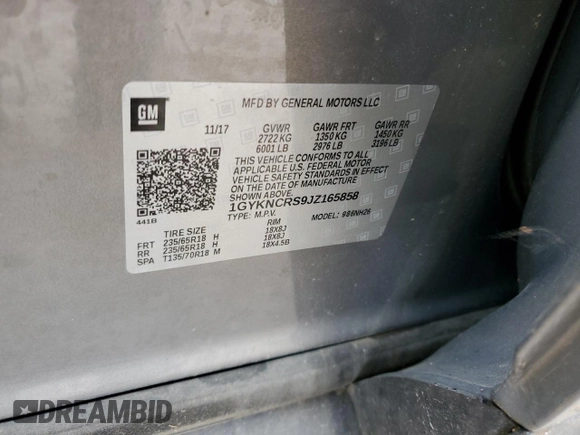 GM
MFD BY GENERAL MOTORS LLC
11/17 GVWR GAWR FRT GAWR RR
2722 KG 1350 KG 1450 KG
6001 LB 2976 LB 3196 LB
THIS VEHICLE CONFORMS TO ALL
APPLICABLE U.S. FEDERAL MOTOR
VEHICLE SAFETY STANDARDS IN EFFECT
ON THE DATE OF MANUFACTURE
SHOWN ABOVE.
1GYKNCRS9JZ165858
TYPE: M.P.V. MODEL: 986NH26
441B
TIRE SIZE RIM
FRT 235/65R18 H 18X8J
RR 235/65R18 H 18X8J
SPA T135/70R18 M 18X4.5B
DREAMBID